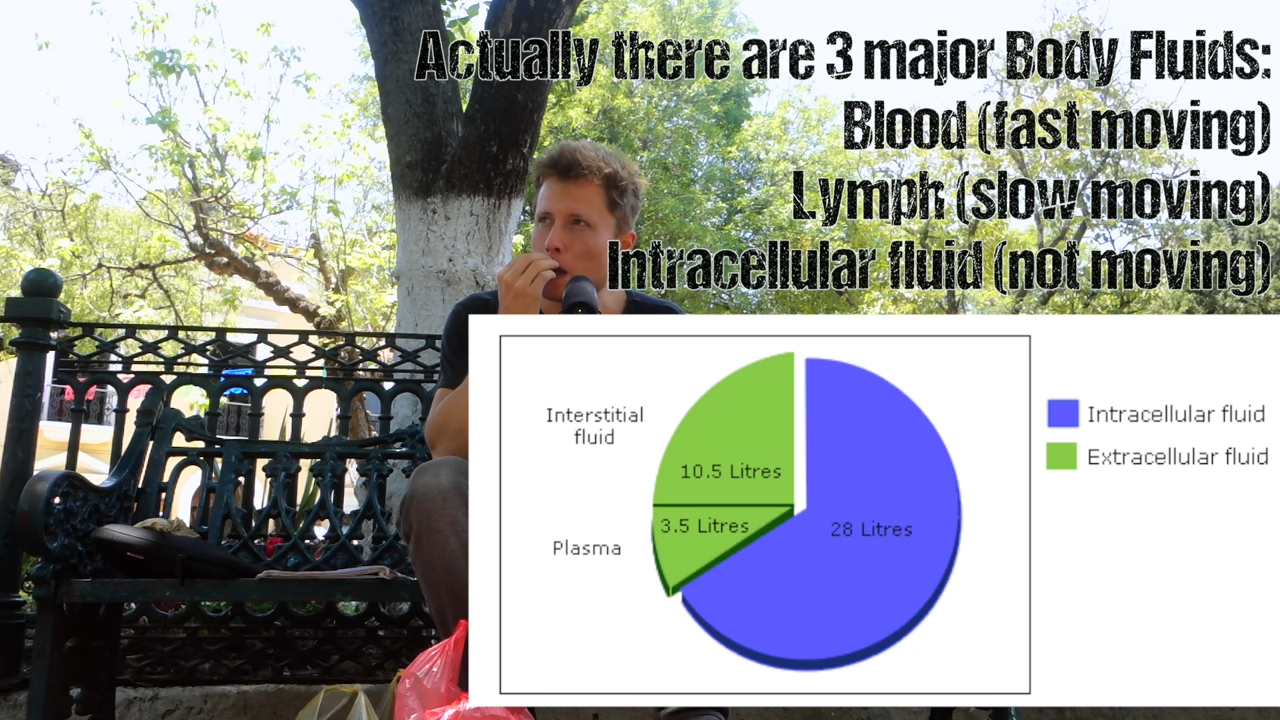 Actually there are 3 major Body Fluids:
Blood (fast moving)
Lymph (slow moving)
Intracellular fluid (not moving)
Interstitial
fluid
10.5 Litres
3.5 Litres
Plasma
28 Litres
Intracellular fluid
Extracellular fluid